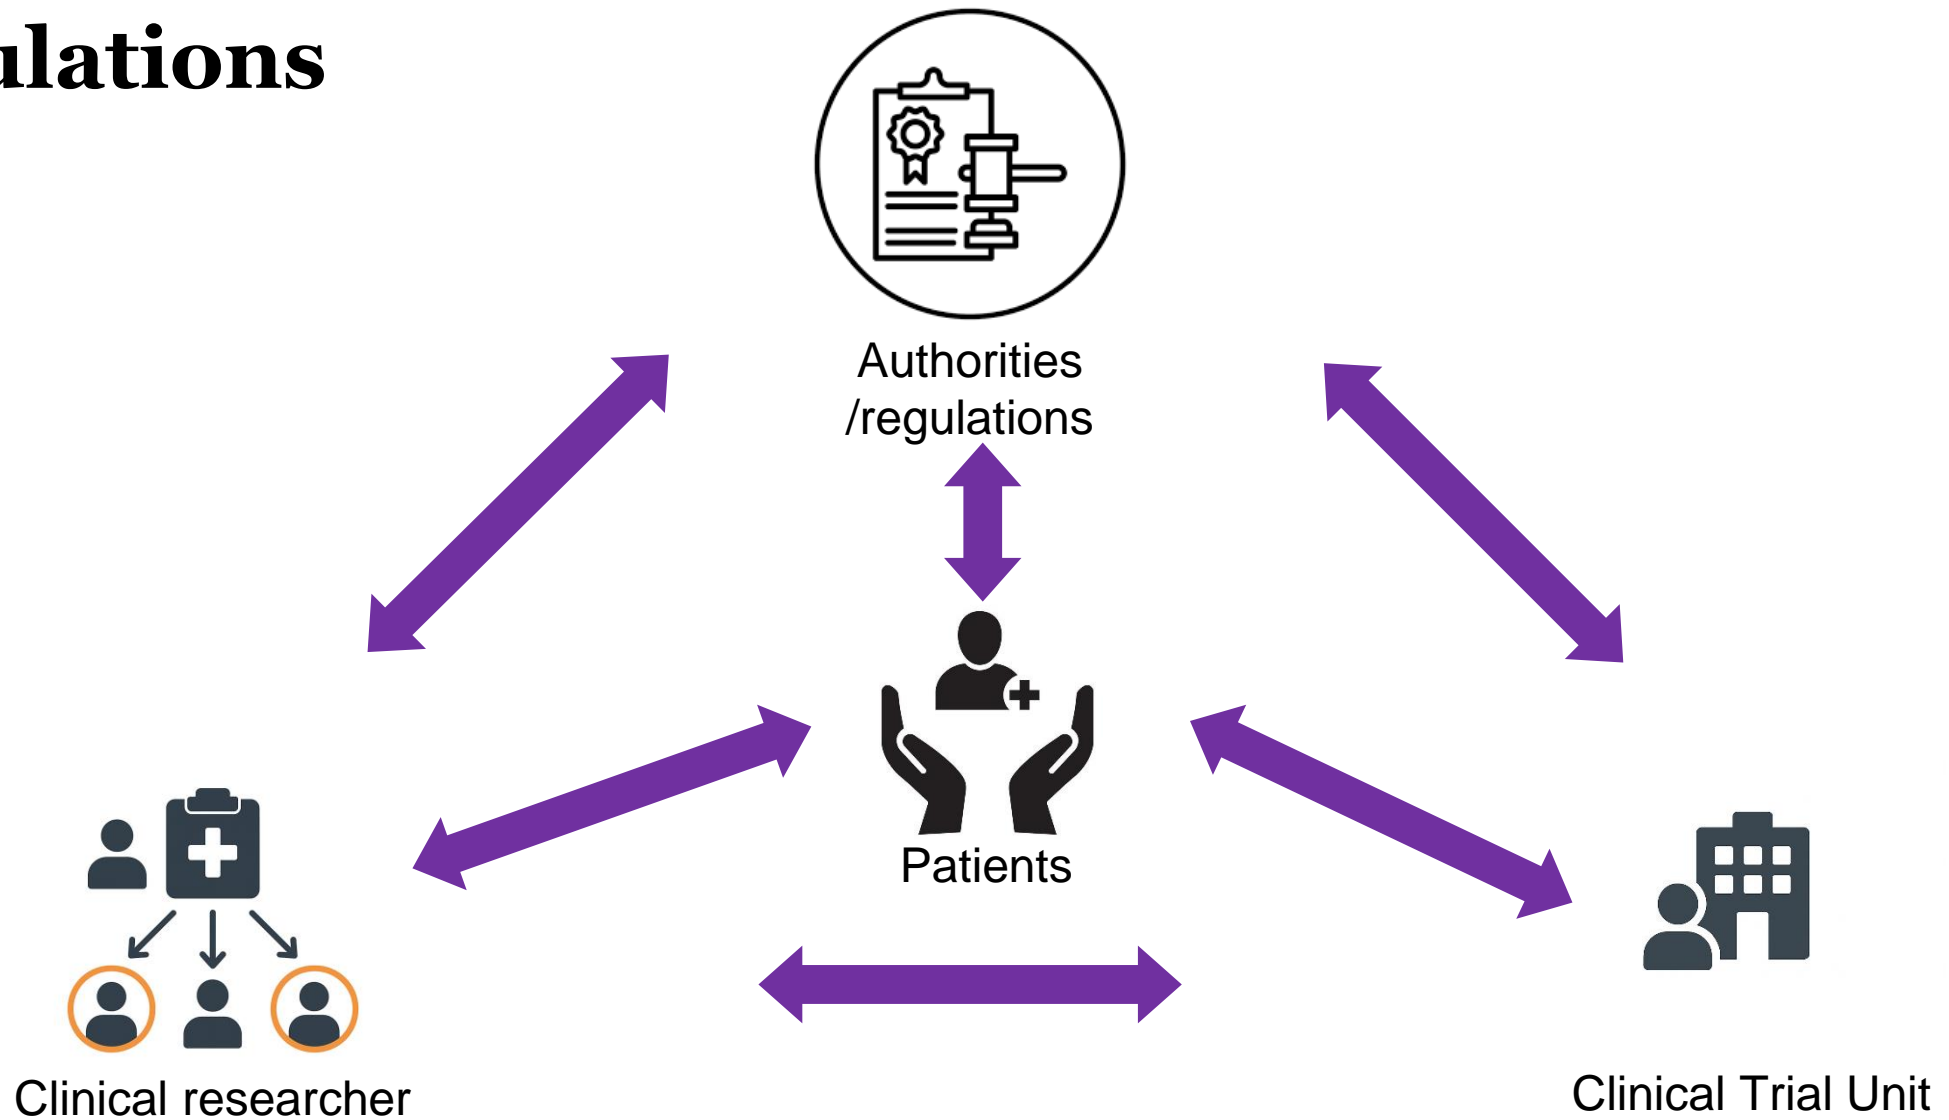 ulations
Authorities
/regulations
Patients
Clinical researcher
Clinical Trial Unit